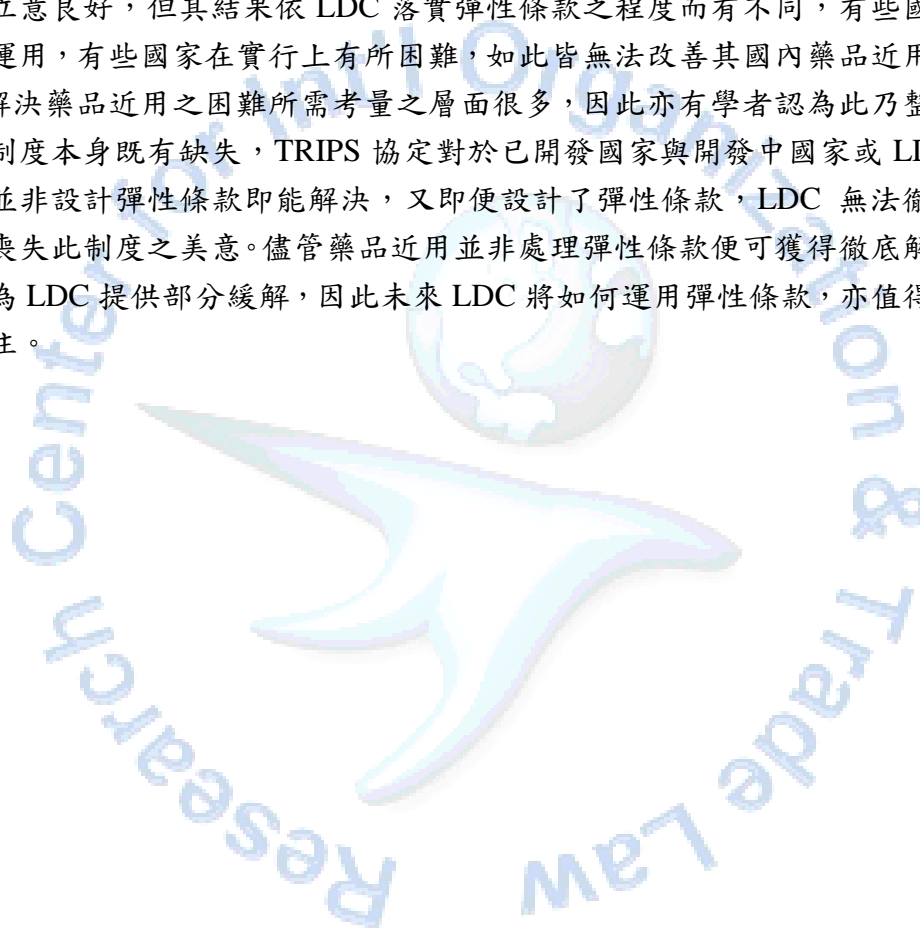 立意良好，但其結果依 LDC 落實彈性條款之程度而有不同，有些國
運用，有些國家在實行上有所困難，如此皆無法改善其國內藥品近用
解決藥品近用之困難所需考量之層面很多，因此亦有學者認為此乃整
制度本身既有缺失，TRIPS 協定對於已開發國家與開發中國家或 LD
並非設計彈性條款即能解決，又即便設計了彈性條款，LDC 無法徹
喪失此制度之美意。儘管藥品近用並非處理彈性條款便可獲得徹底解
為 LDC 提供部分緩解，因此未來 LDC 將如何運用彈性條款，亦值得
注。
Research Center for Int'l Organization & Trade Law